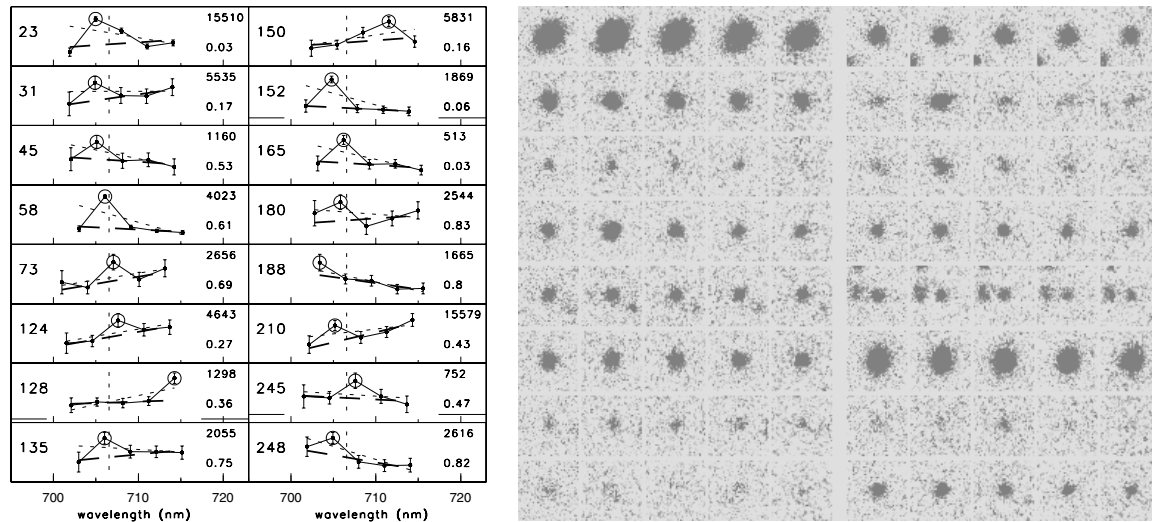 23 15510 0.03
150 5831 0.16
31 5535 0.17
152 1869 0.06
45 1160 0.53
165 513 0.03
58 4023 0.61
180 2544 0.83
73 2656 0.69
188 1665 0.8
124 4643 0.27
210 15579 0.43
128 1298 0.36
245 752 0.47
135 2055 0.75
248 2616 0.82
700 710 720 700 710 720
wavelength (nm) wavelength (nm)